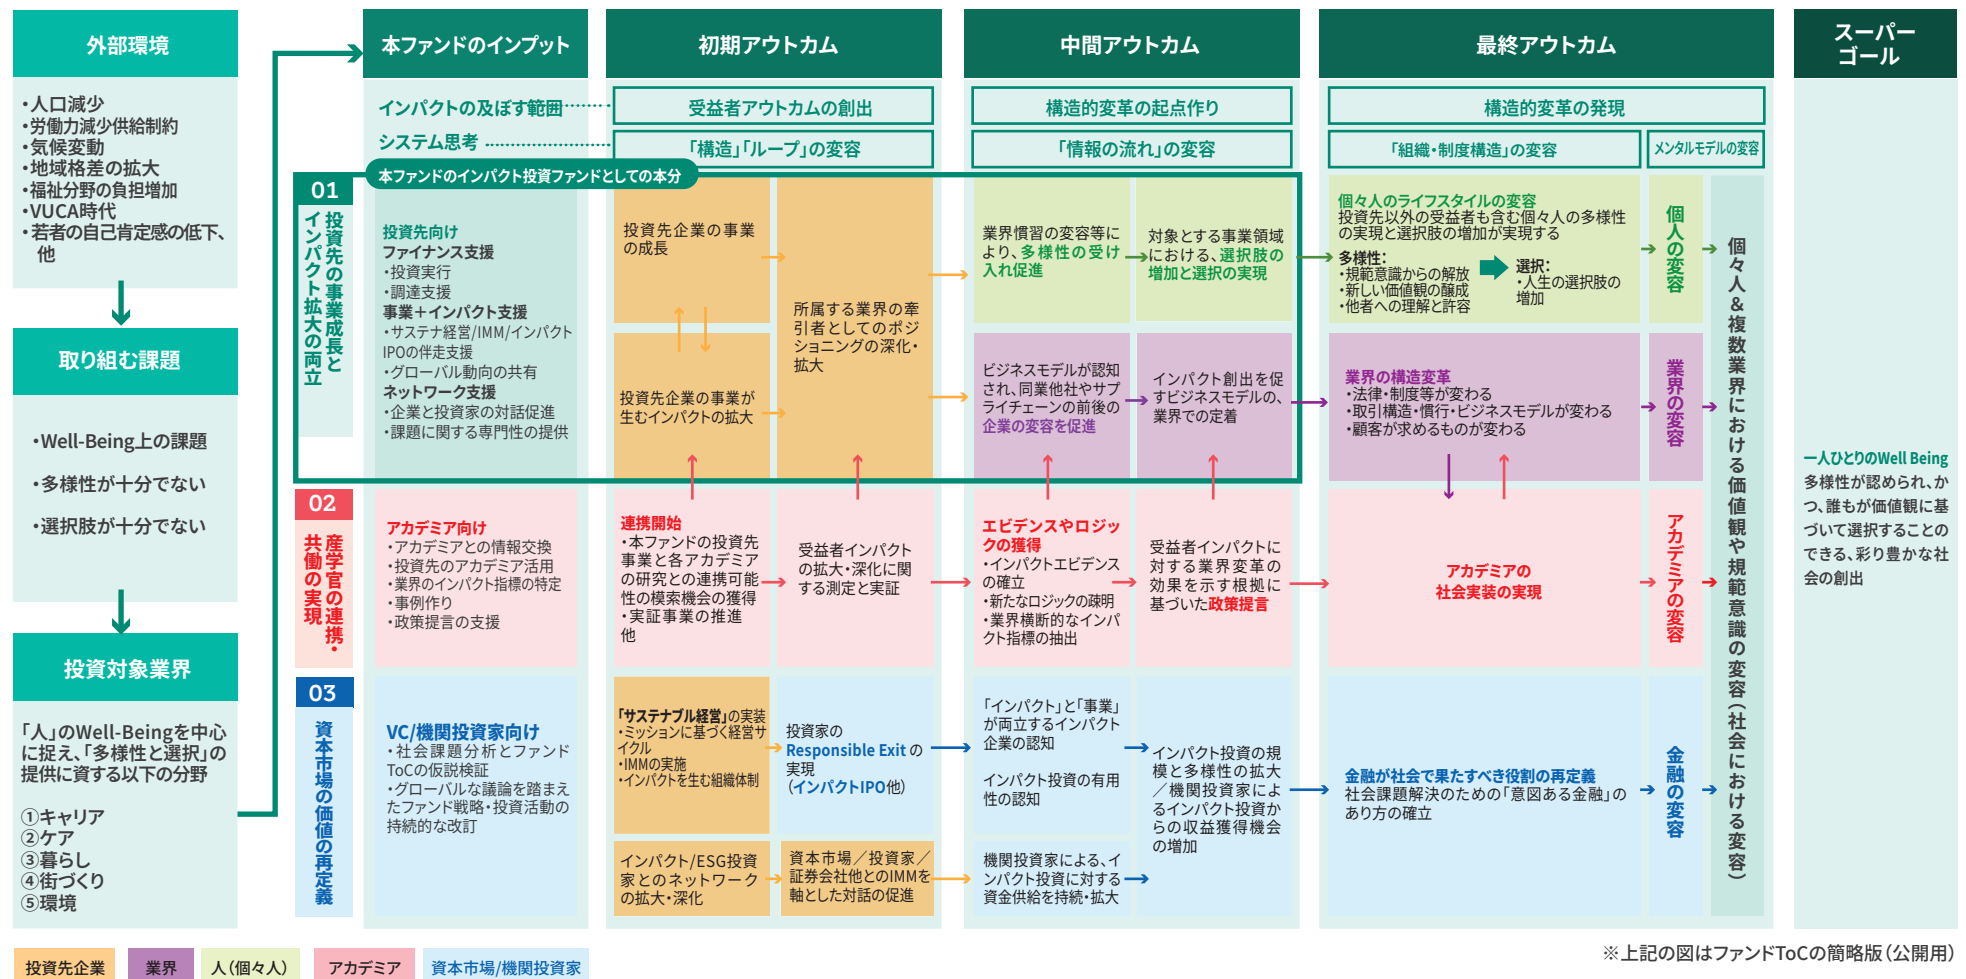 外部環境
・人口減少
・労働力減少供給制約
・気候変動
・地域格差の拡大
・福祉分野の負担増加
・VUCA時代
・若者の自己肯定感の低下、
他
取り組む課題
・Well-Being上の課題
・多様性が十分でない
・選択肢が十分でない
投資対象業界
「人」のWell-Beingを中心
に捉え、「多様性と選択」の
提供に資する以下の分野
①キャリア
②ケア
③暮らし
④街づくり
⑤環境
本ファンドのインプット
初期アウトカム
中間アウトカム
最終アウトカム
スーパー
ゴール
インパクトの及ぼす範囲
受益者アウトカムの創出
構造的変革の起点作り
構造的変革の発現
システム思考
「構造」「ループ」の変容
「情報の流れ」の変容
「組織・制度構造」の変容
メンタルモデルの変容
本ファンドのインパクト投資ファンドとしての本分
01
投資先の事業成長と
インパクト拡大の両立
投資先向け
ファイナンス支援
・投資実行
・調達支援
事業＋インパクト支援
・サステナ経営/IMM/インパクト
IPOの伴走支援
・グローバル動向の共有
ネットワーク支援
・企業と投資家の対話促進
・課題に関する専門性の提供
投資先企業の事業
の成長
投資先企業の事業が
生むインパクトの拡大
所属する業界の牽
引者としてのポジ
ショニングの深化・
拡大
業界慣習の変容等に
より、多様性の受け
入れ促進
対象とする事業領域
における、選択肢の
増加と選択の実現
ビジネスモデルが認知
され、同業他社やサプ
ライチェーンの前後の
企業の変容を促進
インパクト創出を促
すビジネスモデルの、
業界での定着
個々人のライフスタイルの変容
投資先以外の受益者も含む個々人の多様性
の実現と選択肢の増加が実現する
多様性：
・規範意識からの解放
・新しい価値観の醸成
・他者への理解と許容
選択：
・人生の選択肢の
増加
個人の変容
業界の構造変革
・法律・制度等が変わる
・取引構造・慣行・ビジネスモデルが変わる
・顧客が求めるものが変わる
業界の変容
02
産学官の連携・
共働の実現
アカデミア向け
・アカデミアとの情報交換
・投資先のアカデミア活用
・業界のインパクト指標の特定
・事例作り
・政策提言の支援
連携開始
・本ファンドの投資先
事業と各アカデミア
の研究との連携可能
性の模索機会の獲得
・実証事業の推進
他
受益者インパクト
の拡大・深化に関
する測定と実証
エビデンスやロジッ
クの獲得
・インパクトエビデンス
の確立
・新たなロジックの疎明
・業界横断的なインパ
クト指標の抽出
受益者インパクトに
対する業界変革の
効果を示す根拠に
基づいた政策提言
アカデミアの
社会実装の実現
アカデミアの変容
03
資本市場の価値の再定義
VC/機関投資家向け
・社会課題分析とファンド
ToCの仮説検証
・グローバルな議論を踏まえ
たファンド戦略・投資活動の
持続的な改訂
「サステナブル経営」の実装
・ミッションに基づく経営サ
イクル
・IMMの実施
・インパクトを生む組織体制
投資家の
Responsible Exit の
実現
（インパクトIPO他）
インパクト/ESG投資
家とのネットワーク
の拡大・深化
資本市場／投資家／
証券会社他とのIMMを
軸とした対話の促進
「インパクト」と「事業」
が両立するインパクト
企業の認知
インパクト投資の有用
性の認知
機関投資家による、イ
ンパクト投資に対する
資金供給を持続・拡大
インパクト投資の規
模と多様性の拡大
／機関投資家によ
るインパクト投資か
らの収益獲得機会
の増加
金融が社会で果たすべき役割の再定義
社会課題解決のための「意図ある金融」の
あり方の確立
金融の変容
個々人＆複数業界における価値観や規範意識の変容（社会における変容）
一人ひとりのWell Being
多様性が認められ、か
つ、誰もが価値観に基
づいて選択することの
できる、彩り豊かな社
会の創出
投資先企業
業界
人（個々人）
アカデミア
資本市場/機関投資家
※上記の図はファンドToCの簡略版（公開用）